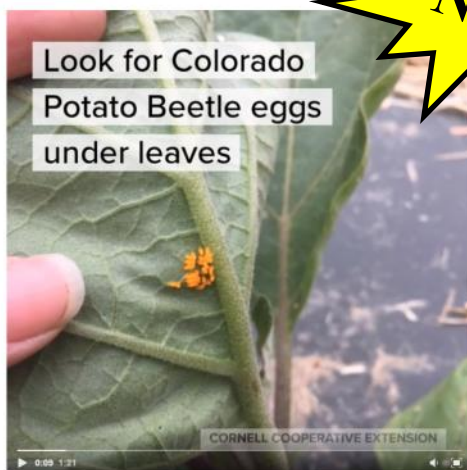 Look for Colorado
Potato Beetle eggs
under leaves
CORNELL COOPERATIVE EXTENSION
0:09 1:21